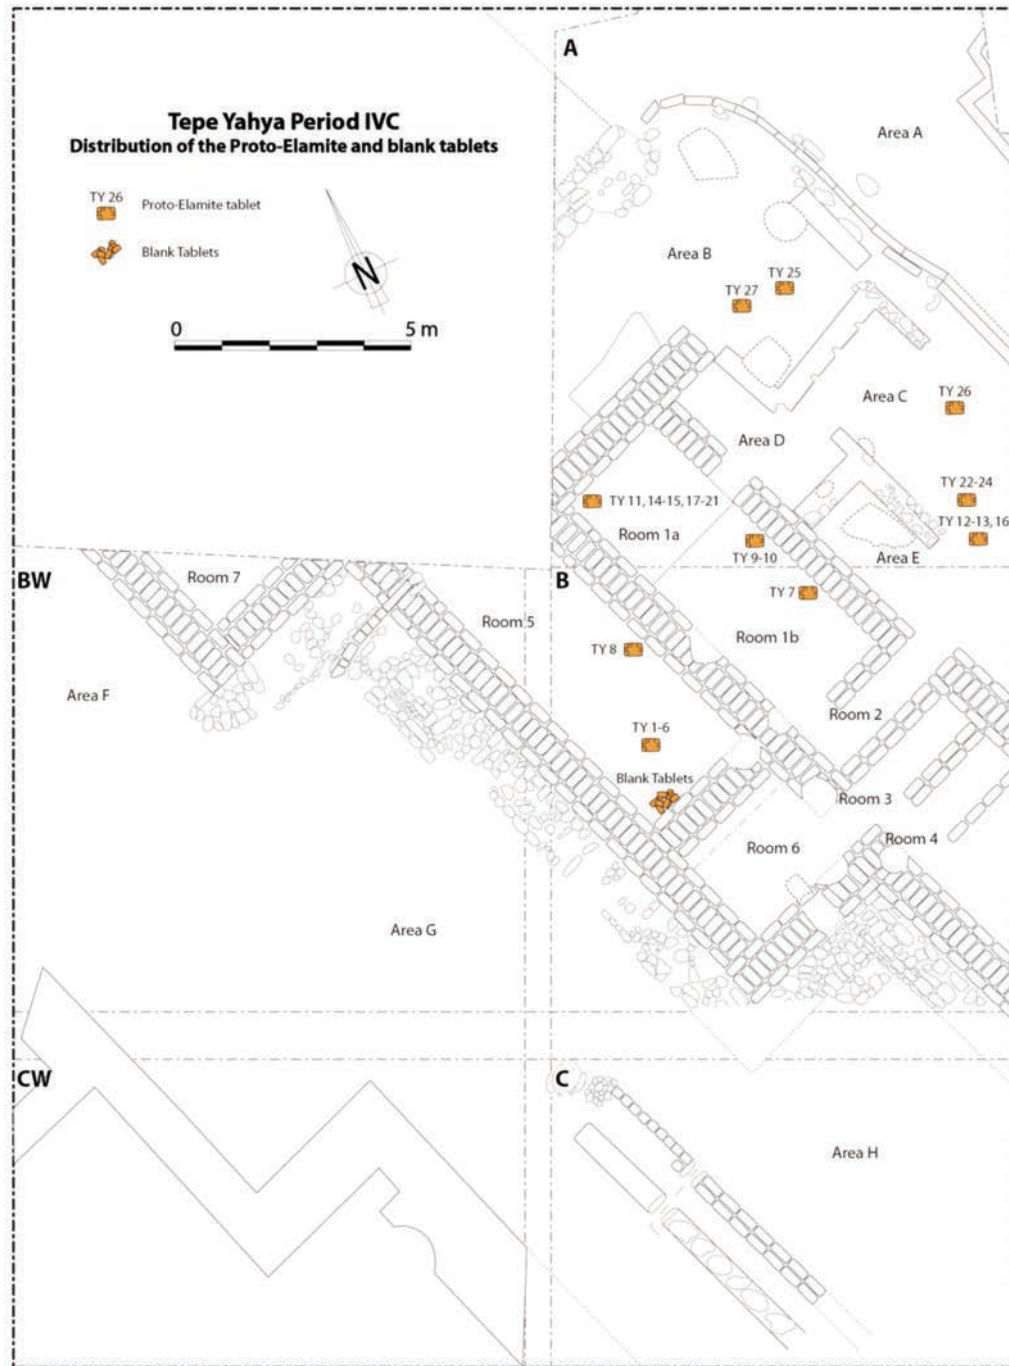 A
Tepe Yahya Period IVC
Distribution of the Proto-Elamite and blank tablets
Area A
TY 26
Proto-Elamite tablet
Blank Tablets
N
0 5 m
Area B
TY 25
TY 27
Area C
TY 26
Area D
TY 22-24
TY 11, 14-15, 17-21
TY 12-13, 16
Room 1a
TY 9-10
Area E
BW
Room 7
B
TY 7
Room 5
Room 1b
TY 8
Area F
Room 2
TY 1-6
Blank Tablets
Room 3
Room 4
Room 6
Area G
CW
C
Area H